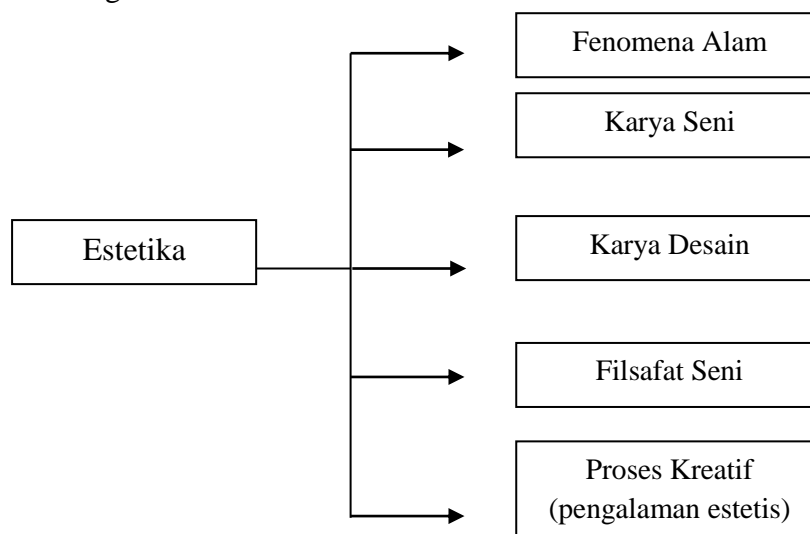 Fenomena Alam
Karya Seni
Estetika
Karya Desain
Filsafat Seni
Proses Kreatif
(pengalaman estetis)